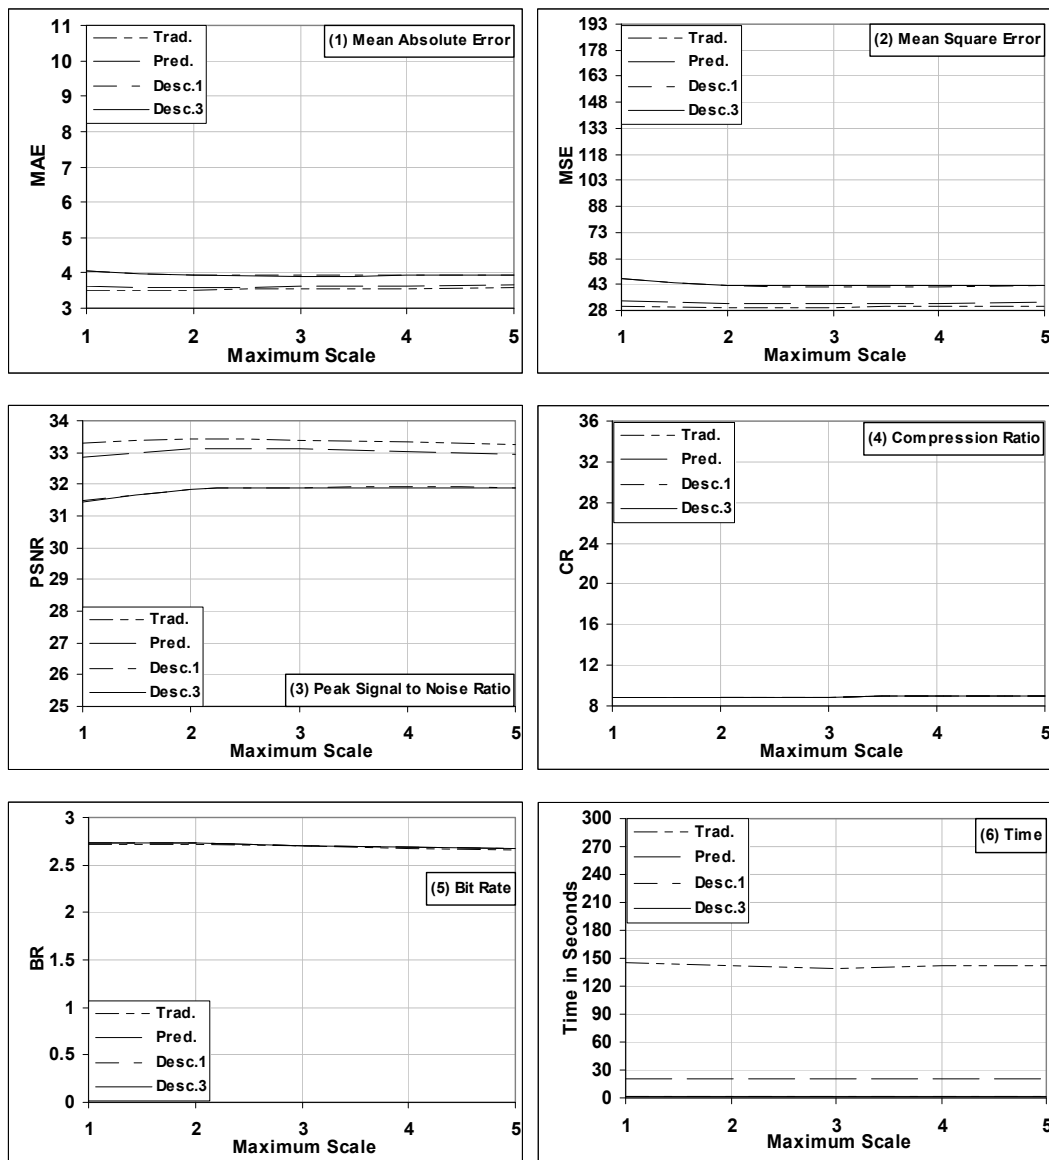 (1) Mean Absolute Error
Trad.
Pred.
Desc.1
Desc.3
11
10
9
8
7
6
5
4
3
MAE
1 2 3 4 5
Maximum Scale
(2) Mean Square Error
Trad.
Pred.
Desc.1
Desc.3
193
178
163
148
133
118
103
88
73
58
43
28
MSE
1 2 3 4 5
Maximum Scale
34
33
32
31
30
29
28
27
26
25
PSNR
Trad.
Pred.
Desc.1
Desc.3
(3) Peak Signal to Noise Ratio
1 2 3 4 5
Maximum Scale
(4) Compression Ratio
Trad.
Pred.
Desc.1
Desc.3
36
32
28
24
20
16
12
8
CR
1 2 3 4 5
Maximum Scale
3
2.5
2
1.5
1
0.5
0
BR
(5) Bit Rate
Trad.
Pred.
Desc.1
Desc.3
1 2 3 4 5
Maximum Scale
(6) Time
Trad.
Pred.
Desc.1
Desc.3
300
270
240
210
180
150
120
90
60
30
0
Time in Seconds
1 2 3 4 5
Maximum Scale